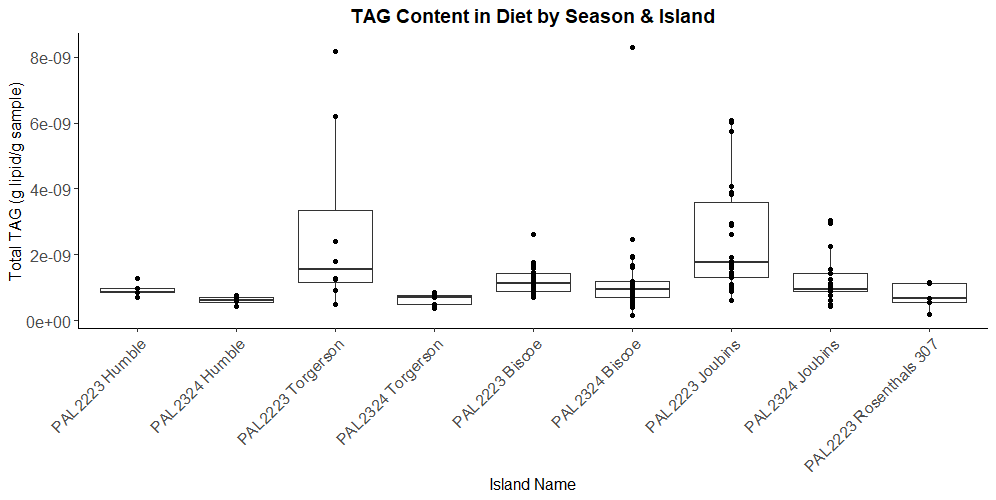 TAG Content in Diet by Season & Island
Total TAG (g lipid/g sample)
8e-09
6e-09
4e-09
2e-09
0e+00
PAL2223 Humble
PAL2324 Humble
PAL2223 Torgerson
PAL2324 Torgerson
PAL2223 Biscoe
PAL2324 Biscoe
PAL2223 Joubins
PAL2324 Joubins
PAL2223 Rosenthals 307
Island Name